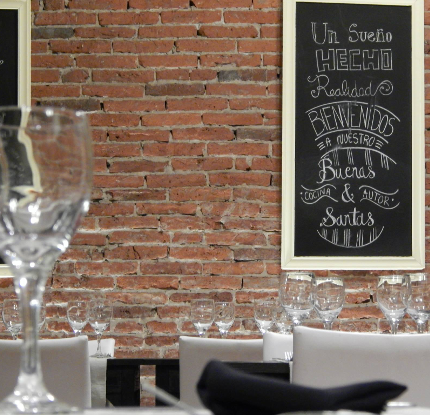 Un Sueño
HECHO
Realidad
BIENVENIDOS
A NUESTRO
Buenas
COCINA & AUTOR
Santas